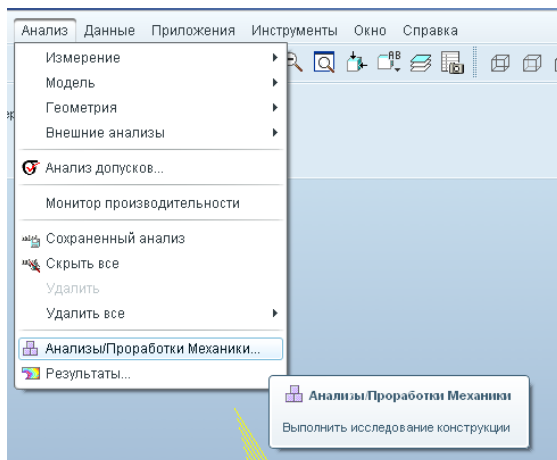 Анализ Данные Приложения Инструменты Окно Справка
Измерение
Модель
Геометрия
Внешние анализы
Анализ допусков...
Монитор производительности
Сохраненный анализ
Скрыть все
Удалить
Удалить все
Анализы/Проработки Механики...
Результаты...
Анализы/Проработки Механики
Выполнить исследование конструкции